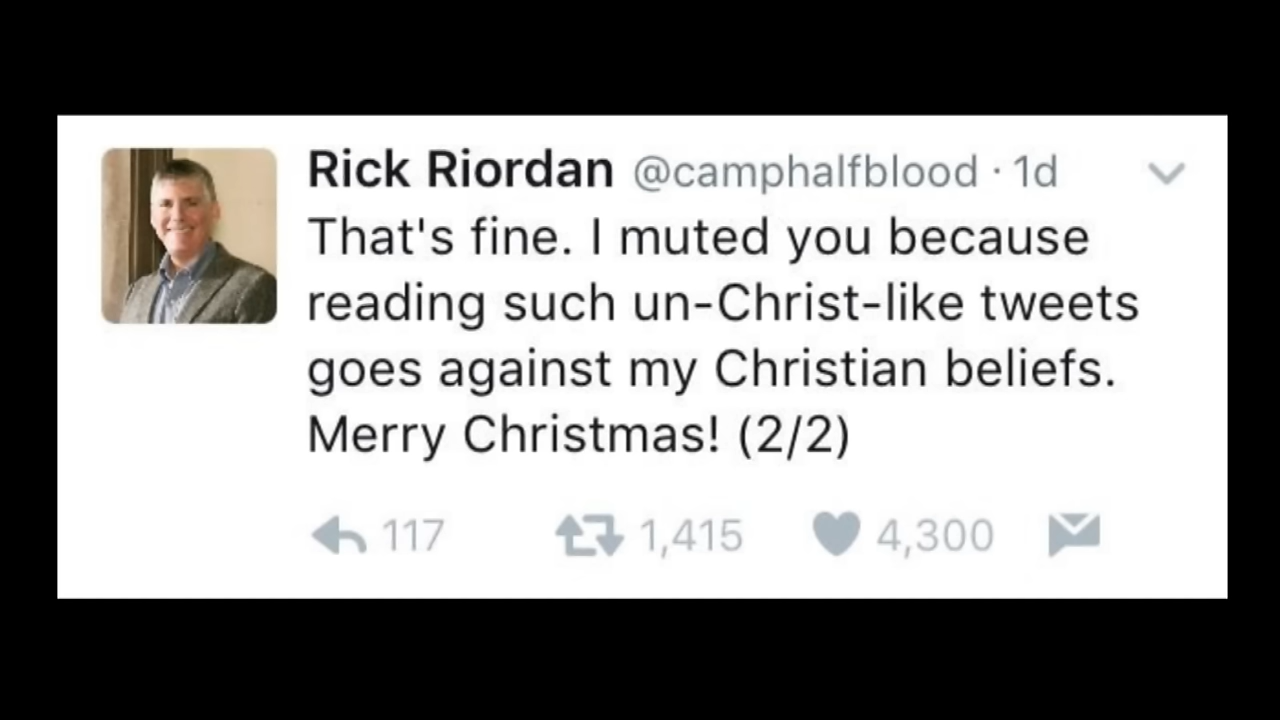 Rick Riordan @camphalfblood · 1d
That's fine. I muted you because
reading such un-Christ-like tweets
goes against my Christian beliefs.
Merry Christmas! (2/2)
117 1,415 4,300